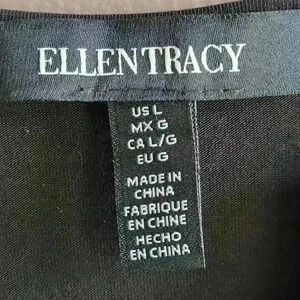 ELLEN TRACY
US L
MX G
CA L/G
EU G
MADE IN
CHINA
FABRIQUE
EN CHINE
HECHO
EN CHINA